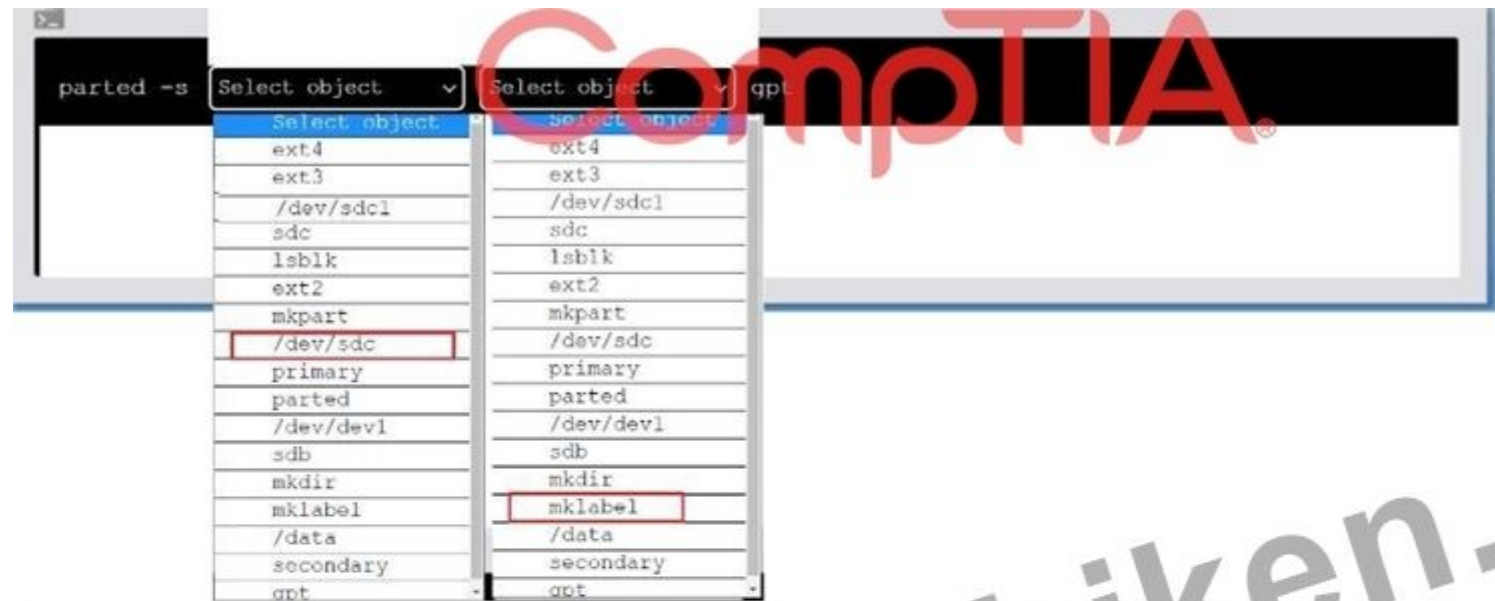 CompTIA®
parted -s Select object Select object gpt
Select object Select object
ext4 ext4
ext3 ext3
/dev/sdc1 /dev/sdc1
sdc sdc
lsblk lsblk
ext2 ext2
mkpart mkpart
/dev/sdc /dev/sdc
primary primary
parted parted
/dev/dev1 /dev/dev1
sdb sdb
mkdir mkdir
mklabel mklabel
/data /data
secondary secondary
gpt gpt